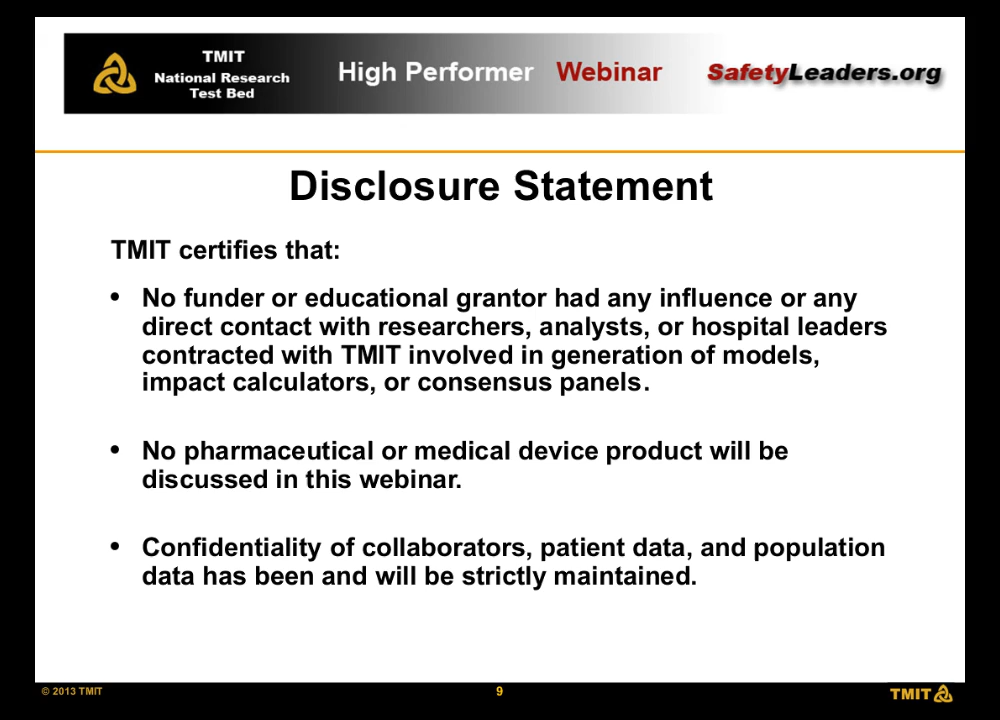 TMIT
National Research
Test Bed
High Performer Webinar
SafetyLeaders.org
Disclosure Statement
TMIT certifies that:
• No funder or educational grantor had any influence or any
direct contact with researchers, analysts, or hospital leaders
contracted with TMIT involved in generation of models,
impact calculators, or consensus panels.
• No pharmaceutical or medical device product will be
discussed in this webinar.
• Confidentiality of collaborators, patient data, and population
data has been and will be strictly maintained.
© 2013 TMIT
9
TMIT